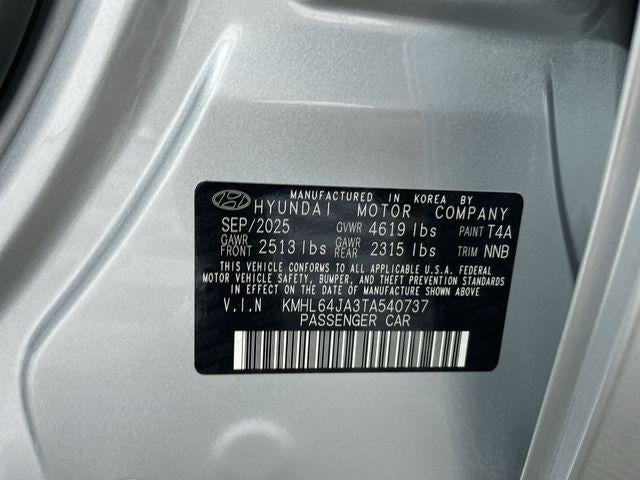 MANUFACTURED IN KOREA BY
HYUNDAI MOTOR COMPANY
SEP/2025 GVWR 4619 lbs PAINT T4A
GAWR FRONT 2513 lbs GAWR REAR 2315 lbs TRIM NNB
THIS VEHICLE CONFORMS TO ALL APPLICABLE U.S.A. FEDERAL
MOTOR VEHICLE SAFETY, BUMPER, AND THEFT PREVENTION STANDARDS
IN EFFECT ON THE DATE OF MANUFACTURE SHOWN ABOVE.
V.I.N KMHL64JA3TA540737
PASSENGER CAR